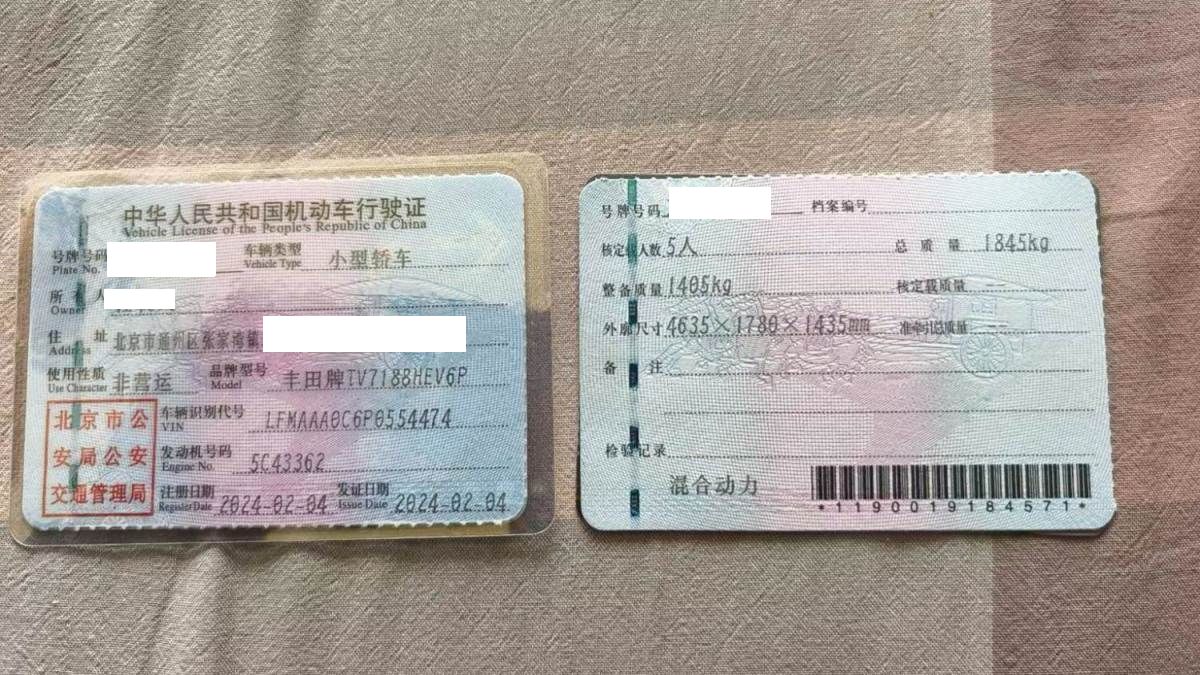 中华人民共和国机动车行驶证
Vehicle License of the People's Republic of China
号牌号码
Plate No.
车辆类型 小型轿车
Vehicle Type
所有人
Owner
住址 北京市通州区张家湾镇
Address
使用性质 非营运
Use Character
品牌型号 丰田牌TV7188HEV6P
Model
北京市公
安局公安
交通管理局
车辆识别代号 LFMAAA0C6P0554474
VIN
发动机号码 5C43362
Engine No.
注册日期 2024-02-04
Register Date
发证日期 2024-02-04
Issue Date
号牌号码 档案编号
核定载人数 5人 总质量 1845kg
整备质量 1405kg 核定载质量 --
外廓尺寸 4635×1780×1435mm 准牵引总质量 --
备注
检验记录
混合动力
*1190019184571*